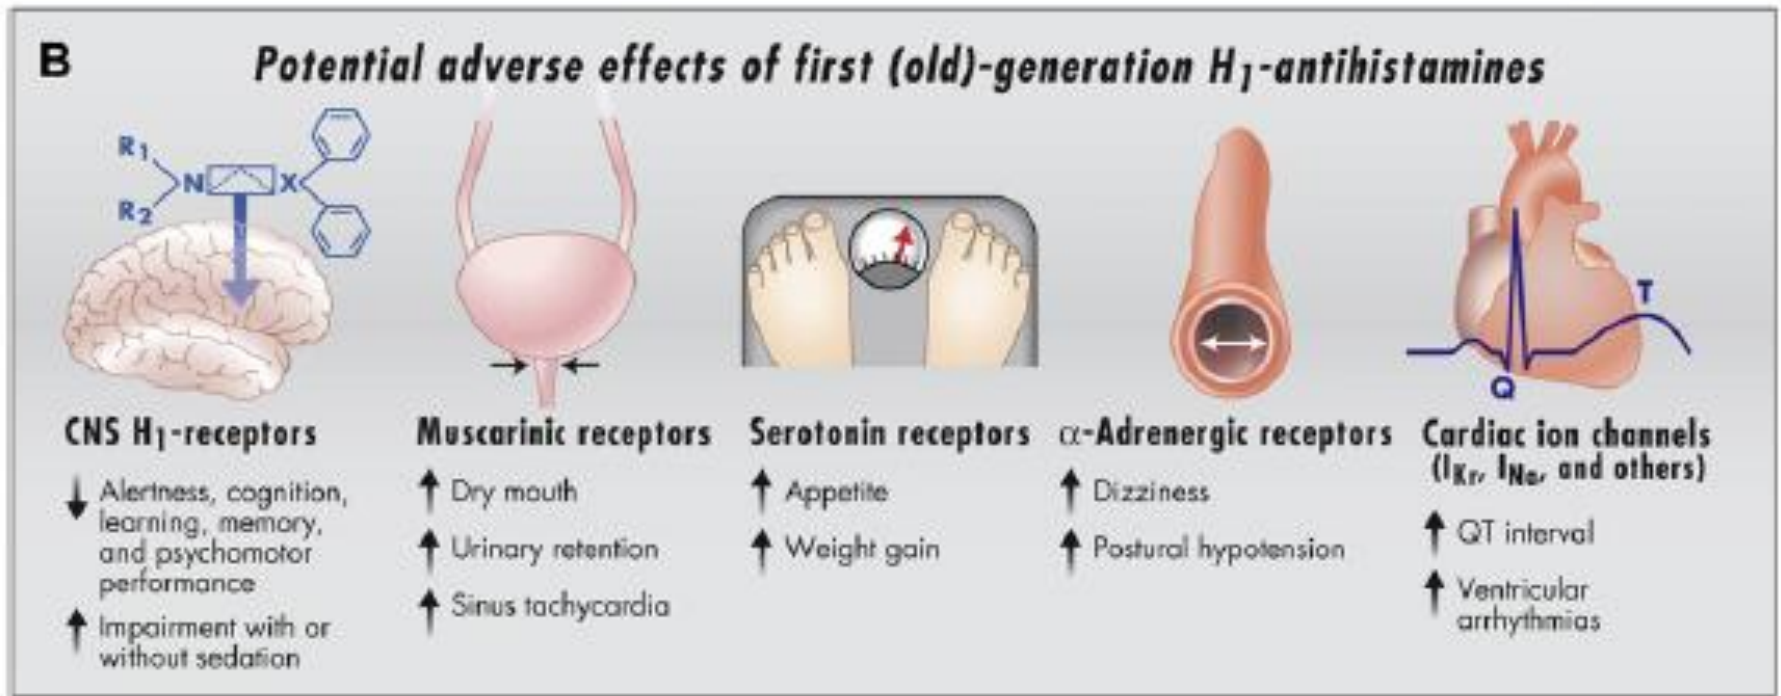 B
Potential adverse effects of first (old)-generation H1-antihistamines
R1
R2
N
X
Q
T
CNS H1-receptors
↓ Alertness, cognition,
learning, memory,
and psychomotor
performance
↑ Impairment with or
without sedation
Muscarinic receptors
↑ Dry mouth
↑ Urinary retention
↑ Sinus tachycardia
Serotonin receptors
↑ Appetite
↑ Weight gain
α-Adrenergic receptors
↑ Dizziness
↑ Postural hypotension
Cardiac ion channels
(IKr, INa, and others)
↑ QT interval
↑ Ventricular
arrhythmias